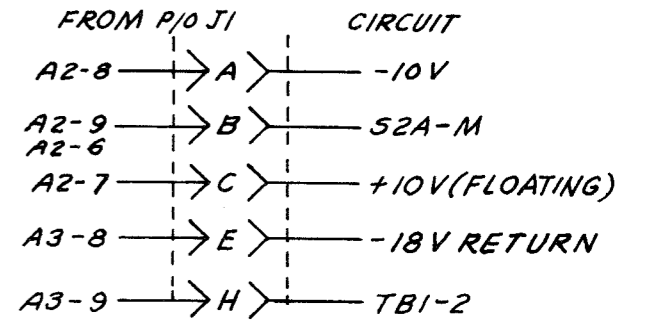 FROM P/O J1 CIRCUIT
A2-8 A -10V
A2-9 B S2A-M
A2-6
A2-7 C +10V(FLOATING)
A3-8 E -18V RETURN
A3-9 H TB1-2